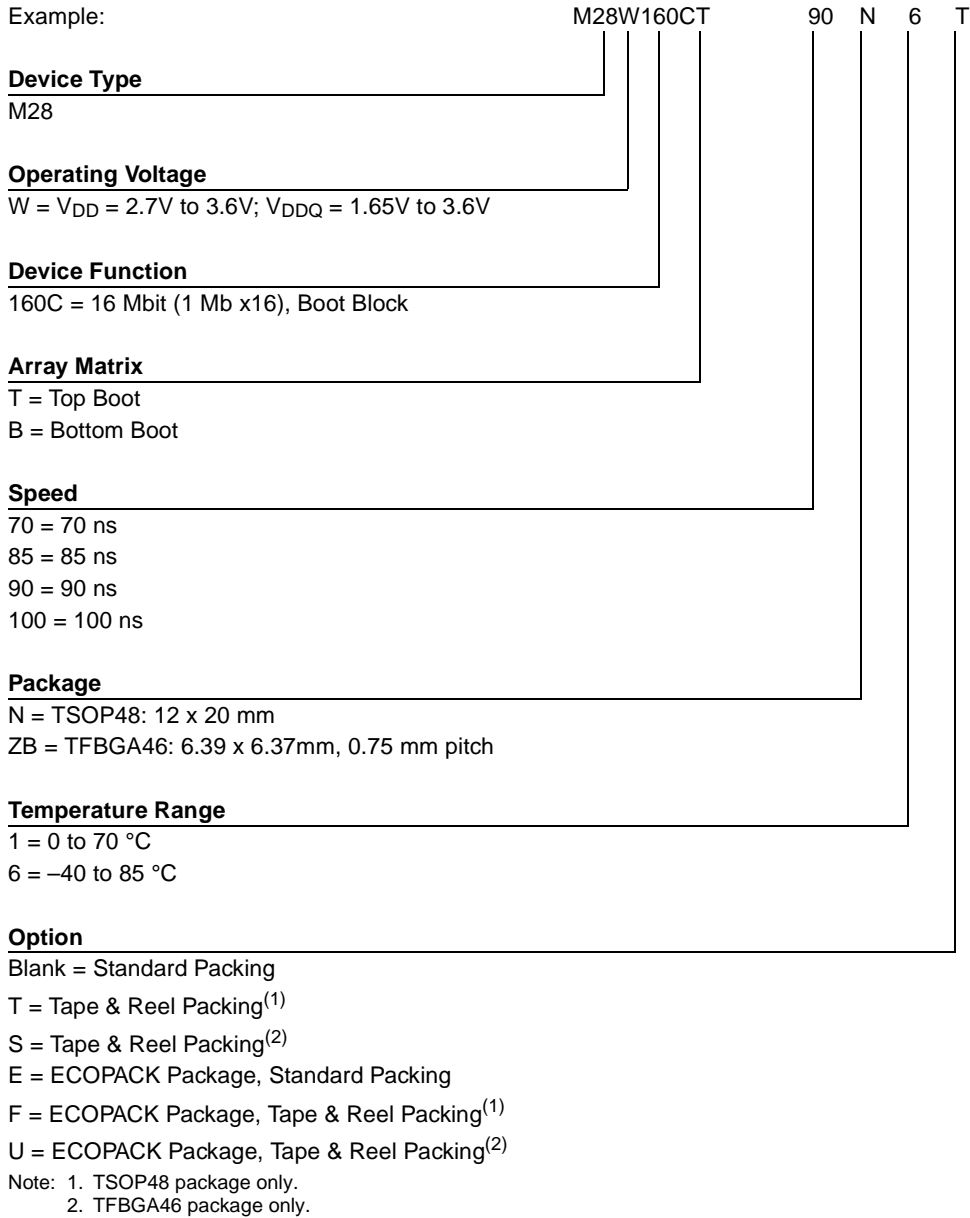 Example: M28W160CT 90 N 6 T
Device Type
M28
Operating Voltage
W = VDD = 2.7V to 3.6V; VDDQ = 1.65V to 3.6V
Device Function
160C = 16 Mbit (1 Mb x16), Boot Block
Array Matrix
T = Top Boot
B = Bottom Boot
Speed
70 = 70 ns
85 = 85 ns
90 = 90 ns
100 = 100 ns
Package
N = TSOP48: 12 x 20 mm
ZB = TFBGA46: 6.39 x 6.37mm, 0.75 mm pitch
Temperature Range
1 = 0 to 70 °C
6 = –40 to 85 °C
Option
Blank = Standard Packing
T = Tape & Reel Packing(1)
S = Tape & Reel Packing(2)
E = ECOPACK Package, Standard Packing
F = ECOPACK Package, Tape & Reel Packing(1)
U = ECOPACK Package, Tape & Reel Packing(2)
Note: 1. TSOP48 package only.
2. TFBGA46 package only.